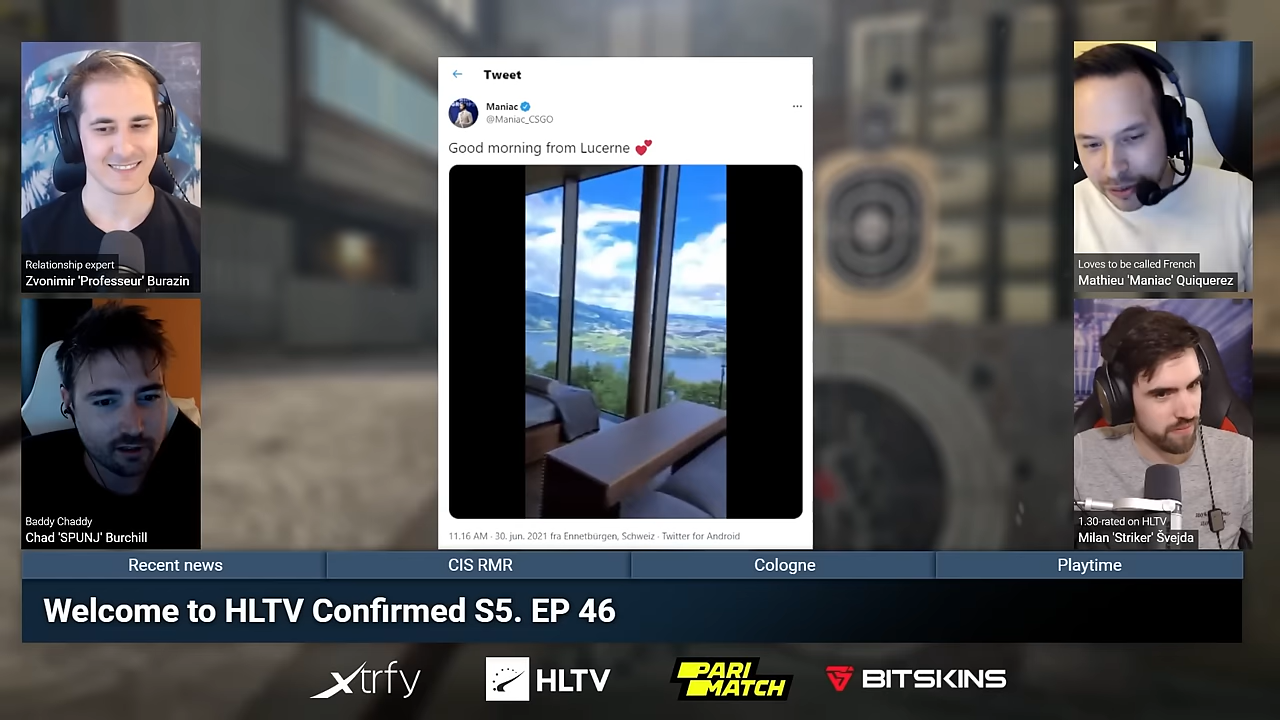 Tweet
Maniac
@Maniac_CSGO
Good morning from Lucerne 💕
11.16 AM · 30. jun. 2021 fra Ennetbürgen, Schweiz · Twitter for Android
Relationship expert
Zvonimir 'Professeur' Burazin
Loves to be called French
Mathieu 'Maniac' Quiquerez
Baddy Chaddy
Chad 'SPUNJ' Burchill
1.30-rated on HLTV
Milan 'Striker' Švejda
Recent news
CIS RMR
Cologne
Playtime
Welcome to HLTV Confirmed S5. EP 46
xtrfy
HLTV
PARI
MATCH
BITSKINS